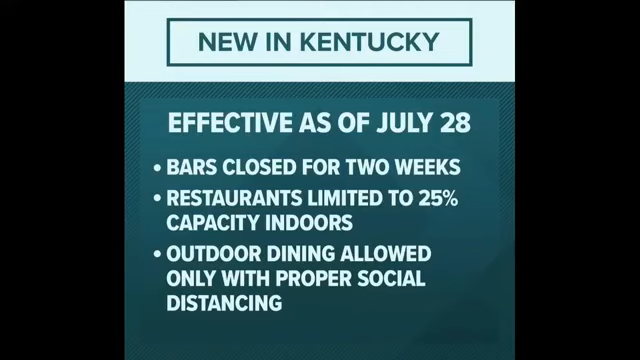 NEW IN KENTUCKY
EFFECTIVE AS OF JULY 28
• BARS CLOSED FOR TWO WEEKS
• RESTAURANTS LIMITED TO 25%
CAPACITY INDOORS
• OUTDOOR DINING ALLOWED
ONLY WITH PROPER SOCIAL
DISTANCING